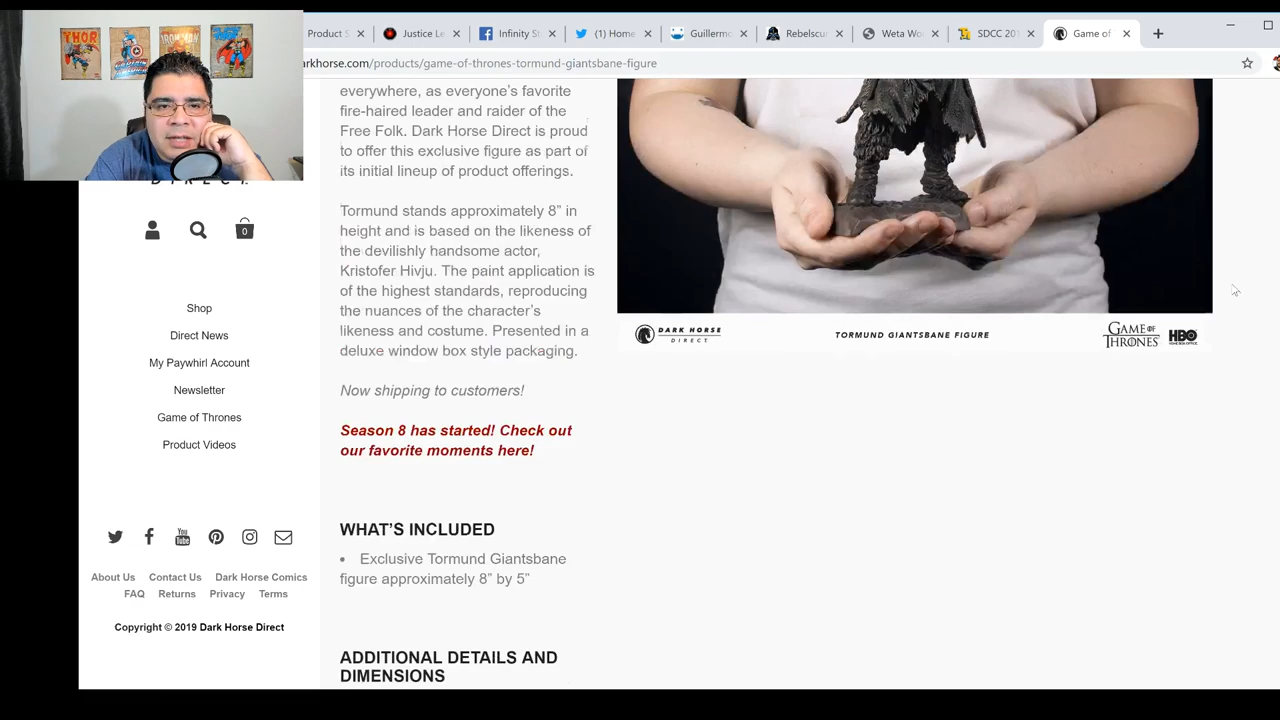 THOR
IRON MAN
Product S
Justice Le
Infinity St
(1) Home
Guillermo
Rebelscu
Weta Wo
SDCC 201
Game of
rkhorse.com/products/game-of-thrones-tormund-giantsbane-figure
DIRECT.
0
Shop
Direct News
My Paywhirl Account
Newsletter
Game of Thrones
Product Videos
You
Tube
About Us Contact Us Dark Horse Comics
FAQ Returns Privacy Terms
Copyright © 2019 Dark Horse Direct
everywhere, as everyone's favorite
fire-haired leader and raider of the
Free Folk. Dark Horse Direct is proud
to offer this exclusive figure as part of
its initial lineup of product offerings.
Tormund stands approximately 8” in
height and is based on the likeness of
the devilishly handsome actor,
Kristofer Hivju. The paint application is
of the highest standards, reproducing
the nuances of the character’s
likeness and costume. Presented in a
deluxe window box style packaging.
Now shipping to customers!
Season 8 has started! Check out
our favorite moments here!
WHAT’S INCLUDED
• Exclusive Tormund Giantsbane
figure approximately 8” by 5”
ADDITIONAL DETAILS AND
DIMENSIONS
DARK HORSE
DIRECT
TORMUND GIANTSBANE FIGURE
GAME OF
THRONES
HBO